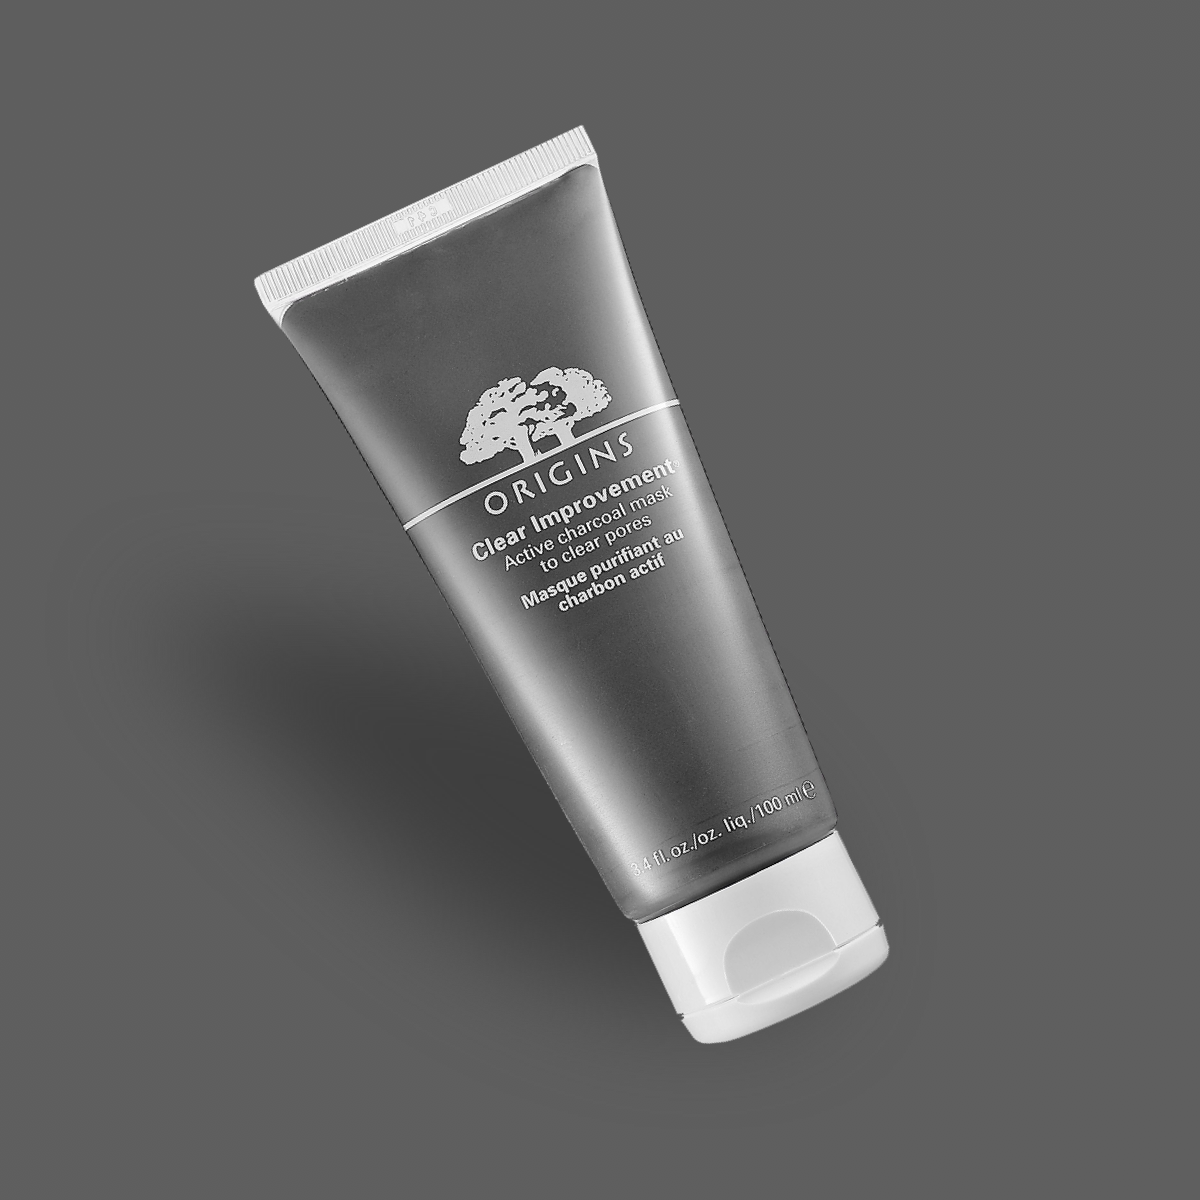 ORIGINS
Clear Improvement®
Active charcoal mask
to clear pores
Masque purifiant au
charbon actif
3.4 fl. oz./oz. liq./100 ml ℮